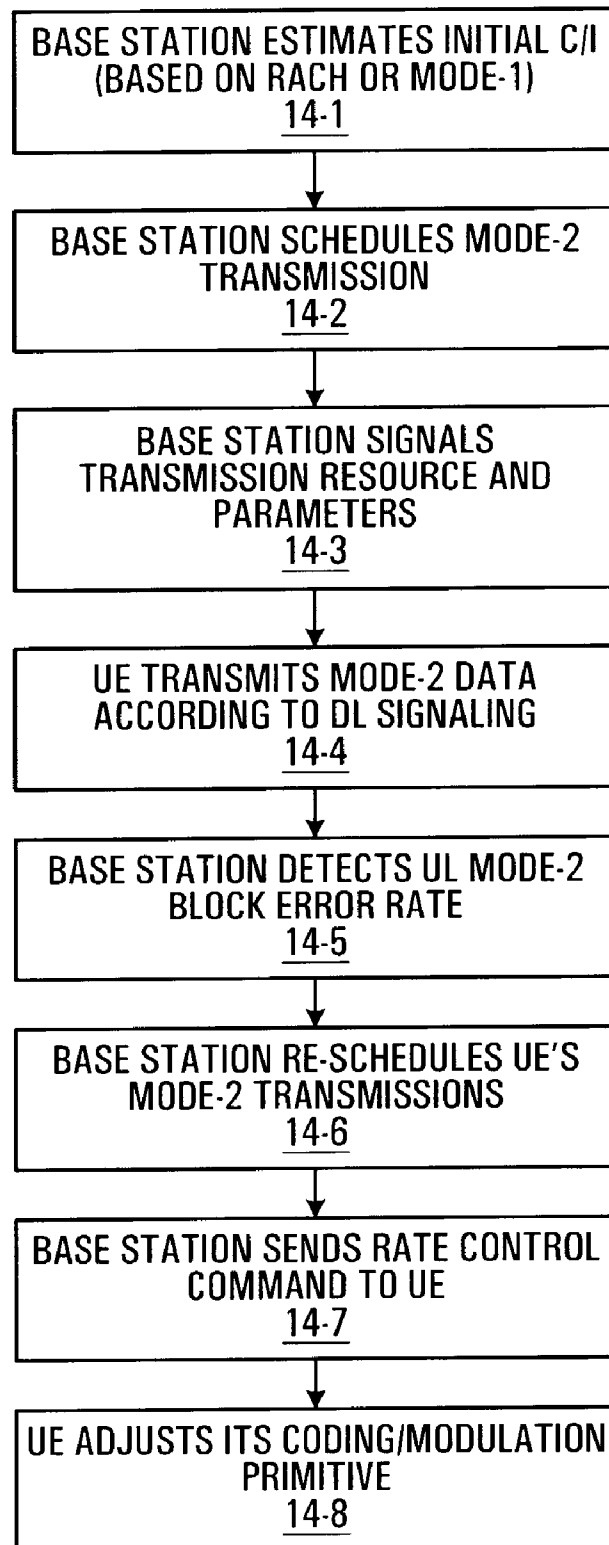 BASE STATION ESTIMATES INITIAL C/I
(BASED ON RACH OR MODE-1)
14-1
BASE STATION SCHEDULES MODE-2
TRANSMISSION
14-2
BASE STATION SIGNALS
TRANSMISSION RESOURCE AND
PARAMETERS
14-3
UE TRANSMITS MODE-2 DATA
ACCORDING TO DL SIGNALING
14-4
BASE STATION DETECTS UL MODE-2
BLOCK ERROR RATE
14-5
BASE STATION RE-SCHEDULES UE'S
MODE-2 TRANSMISSIONS
14-6
BASE STATION SENDS RATE CONTROL
COMMAND TO UE
14-7
UE ADJUSTS ITS CODING/MODULATION
PRIMITIVE
14-8